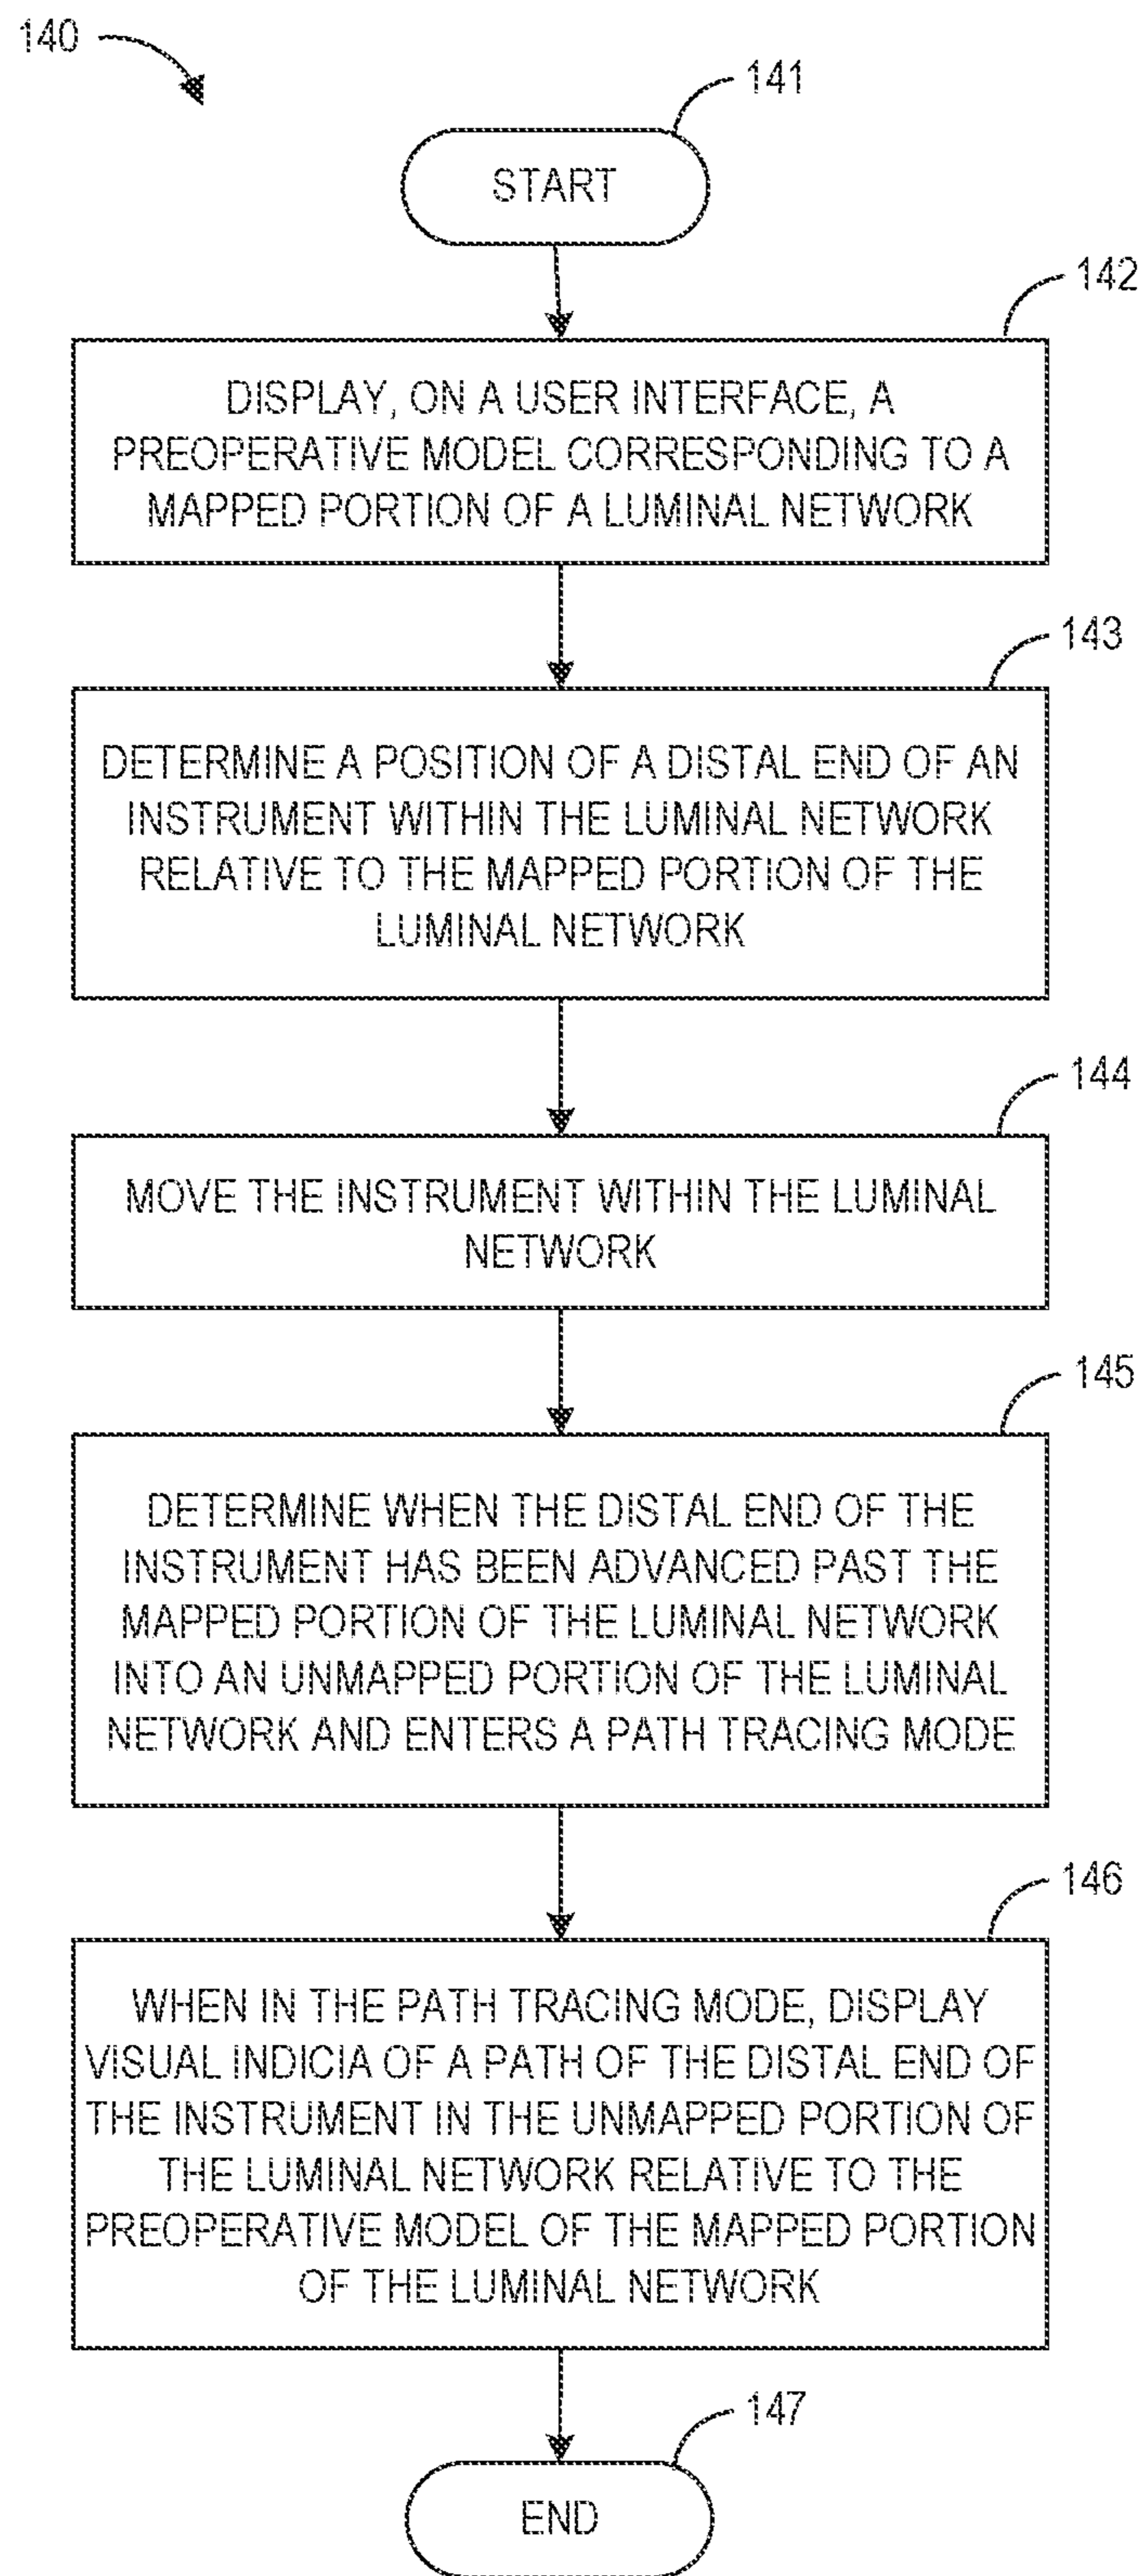 140
141
START
142
DISPLAY, ON A USER INTERFACE, A
PREOPERATIVE MODEL CORRESPONDING TO A
MAPPED PORTION OF A LUMINAL NETWORK
143
DETERMINE A POSITION OF A DISTAL END OF AN
INSTRUMENT WITHIN THE LUMINAL NETWORK
RELATIVE TO THE MAPPED PORTION OF THE
LUMINAL NETWORK
144
MOVE THE INSTRUMENT WITHIN THE LUMINAL
NETWORK
145
DETERMINE WHEN THE DISTAL END OF THE
INSTRUMENT HAS BEEN ADVANCED PAST THE
MAPPED PORTION OF THE LUMINAL NETWORK
INTO AN UNMAPPED PORTION OF THE LUMINAL
NETWORK AND ENTERS A PATH TRACING MODE
146
WHEN IN THE PATH TRACING MODE, DISPLAY
VISUAL INDICIA OF A PATH OF THE DISTAL END OF
THE INSTRUMENT IN THE UNMAPPED PORTION OF
THE LUMINAL NETWORK RELATIVE TO THE
PREOPERATIVE MODEL OF THE MAPPED PORTION
OF THE LUMINAL NETWORK
147
END